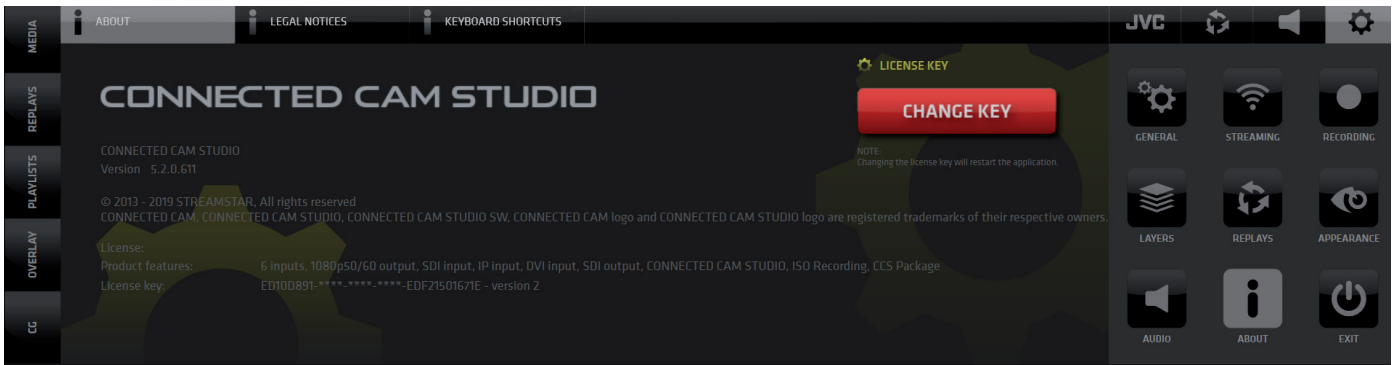 MEDIA
REPLAYS
PLAYLISTS
OVERLAY
CG
ABOUT
LEGAL NOTICES
KEYBOARD SHORTCUTS
JVC
CONNECTED CAM STUDIO
LICENSE KEY
CHANGE KEY
NOTE:
Changing the license key will restart the application.
CONNECTED CAM STUDIO
Version 5.2.0.611
© 2013 - 2019 STREAMSTAR, All rights reserved
CONNECTED CAM, CONNECTED CAM STUDIO, CONNECTED CAM STUDIO SW, CONNECTED CAM logo and CONNECTED CAM STUDIO logo are registered trademarks of their respective owners.
License:
Product features: 6 inputs, 1080p50/60 output, SDI input, IP input, DVI input, SDI output, CONNECTED CAM STUDIO, ISO Recording, CCS Package
License key: ED10D891-****-****-****-EDF21501671E - version 2
GENERAL
STREAMING
RECORDING
LAYERS
REPLAYS
APPEARANCE
AUDIO
ABOUT
EXIT